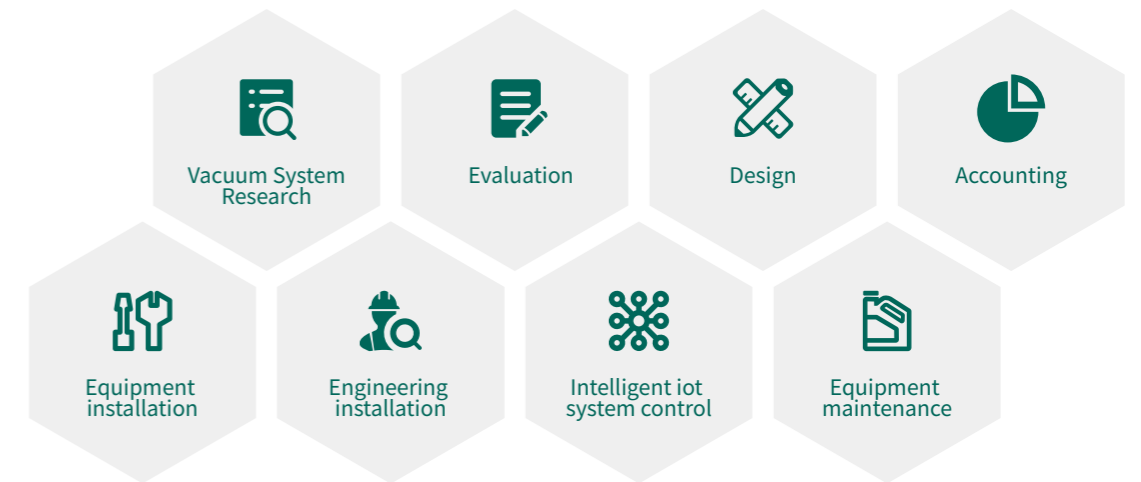 Vacuum System
Research
Evaluation
Design
Accounting
Equipment
installation
Engineering
installation
Intelligent iot
system control
Equipment
maintenance